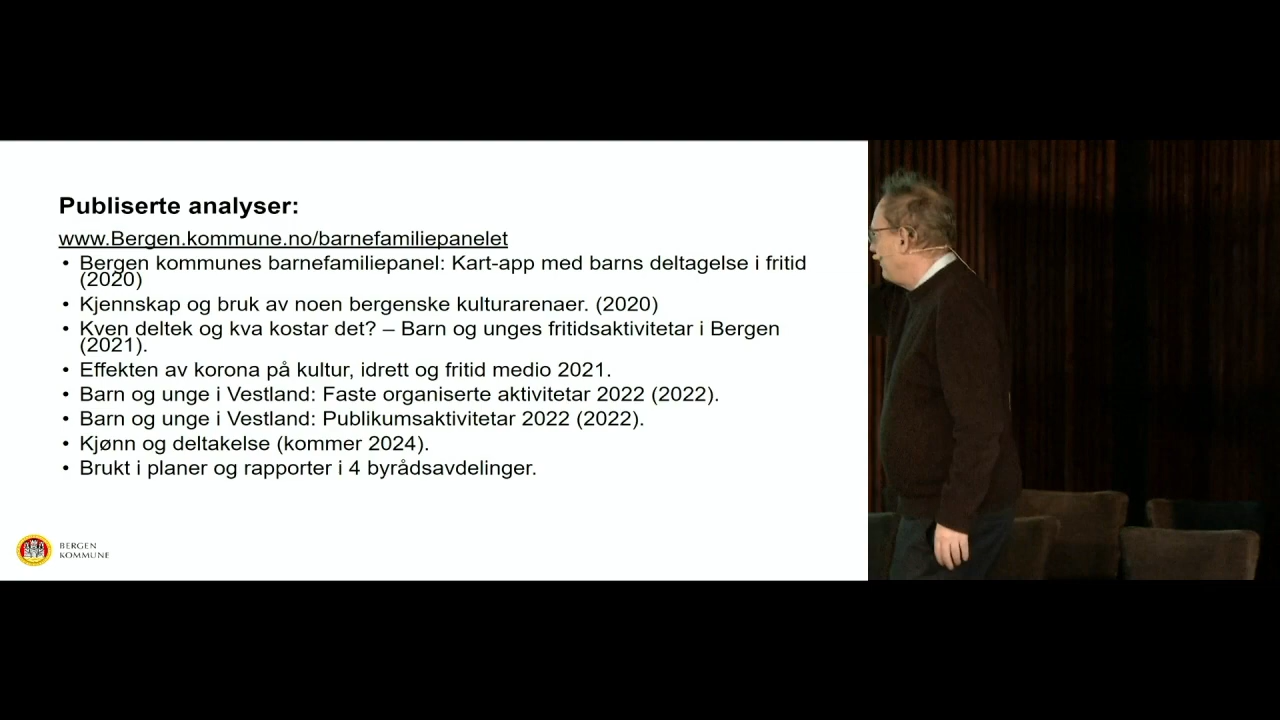 Publiserte analyser:
www.Bergen.kommune.no/barnefamiliepanelet
• Bergen kommunes barnefamiliepanel: Kart-app med barns deltagelse i fritid
(2020)
• Kjennskap og bruk av noen bergenske kulturarenaer. (2020)
• Kven deltek og kva kostar det? – Barn og unges fritidsaktivitetar i Bergen
(2021).
• Effekten av korona på kultur, idrett og fritid medio 2021.
• Barn og unge i Vestland: Faste organiserte aktivitetar 2022 (2022).
• Barn og unge i Vestland: Publikumsaktivitetar 2022 (2022).
• Kjønn og deltakelse (kommer 2024).
• Brukt i planer og rapporter i 4 byrådsavdelinger.
BERGEN
KOMMUNE